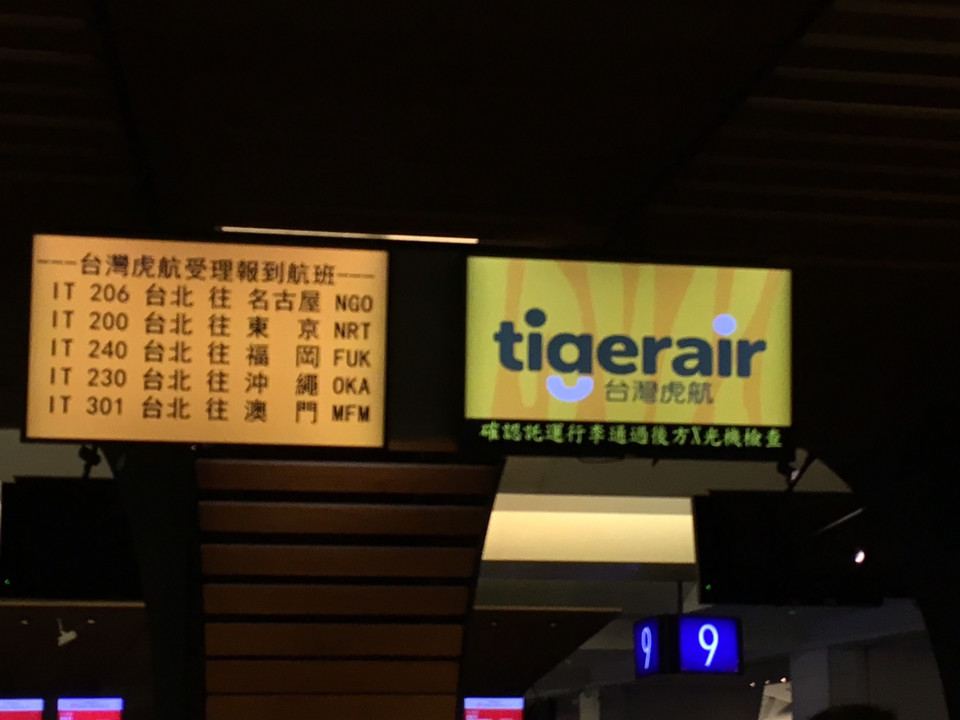 台灣虎航受理報到航班
IT 206 台北 往 名古屋 NGO
IT 200 台北 往 東 京 NRT
IT 240 台北 往 福 岡 FUK
IT 230 台北 往 沖 繩 OKA
IT 301 台北 往 澳 門 MFM
tigerair
台灣虎航
確認託運行李通過後方X光機檢查
9
9